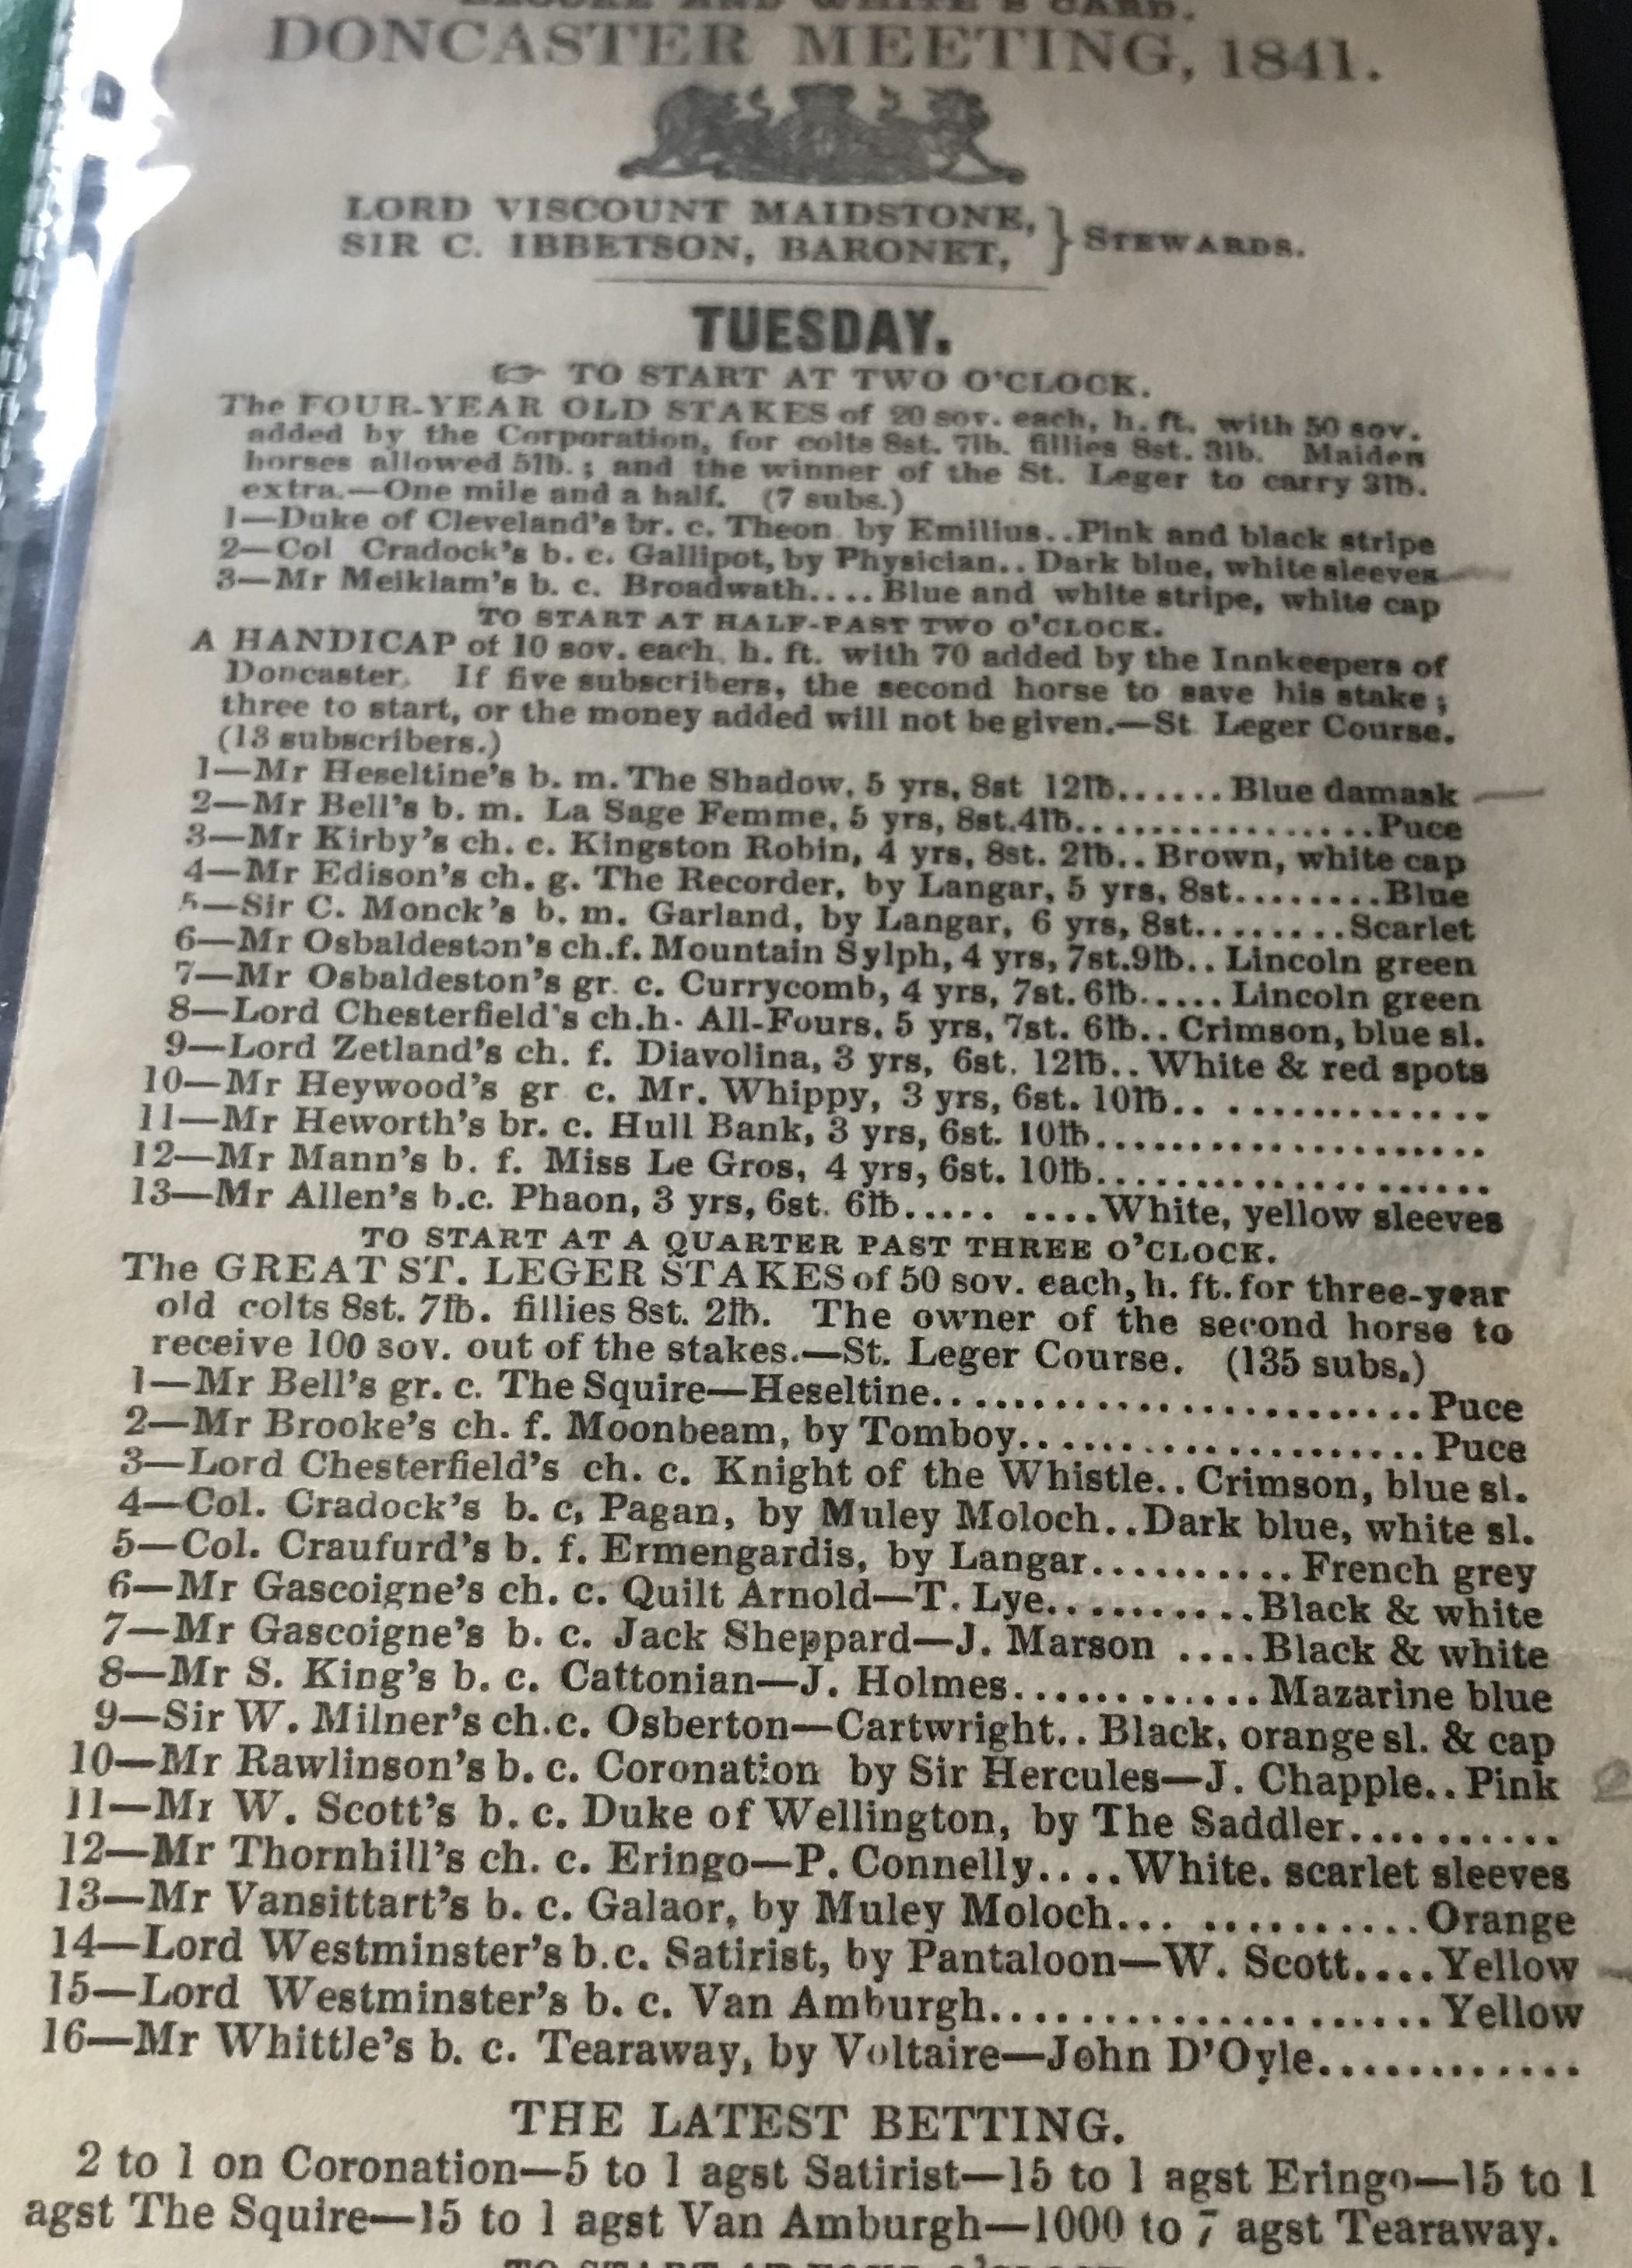 DONCASTER MEETING, 1841.
LORD VISCOUNT MAIDSTONE,
SIR C. IBBETSON, BARONET, } STEWARDS.
TUESDAY.
☞ TO START AT TWO O'CLOCK.
The FOUR-YEAR OLD STAKES of 20 sov. each, h. ft. with 50 sov.
added by the Corporation, for colts 8st. 7lb. fillies 8st. 3lb. Maiden
horses allowed 5lb.; and the winner of the St. Leger to carry 3lb.
extra.—One mile and a half. (7 subs.)
1—Duke of Cleveland's br. c. Theon by Emilius..Pink and black stripe
2—Col Cradock's b. c. Gallipot, by Physician.. Dark blue, white sleeves
3—Mr Meiklam's b. c. Broadwath.... Blue and white stripe, white cap
TO START AT HALF-PAST TWO O'CLOCK.
A HANDICAP of 10 sov. each, h. ft. with 70 added by the Innkeepers of
Doncaster. If five subscribers, the second horse to save his stake;
three to start, or the money added will not be given.—St Leger Course.
(13 subscribers.)
1—Mr Heseltine's b. m. The Shadow, 5 yrs, 8st 12lb......Blue damask
2—Mr Bell's b. m. La Sage Femme, 5 yrs, 8st.4lb................Puce
3—Mr Kirby's ch. c. Kingston Robin, 4 yrs, 8st. 2lb.. Brown, white cap
4—Mr Edison's ch. g. The Recorder, by Langar, 5 yrs, 8st........Blue
5—Sir C. Monck's b. m. Garland, by Langar, 6 yrs, 8st........Scarlet
6—Mr Osbaldeston's ch.f. Mountain Sylph, 4 yrs, 7st.9lb.. Lincoln green
7—Mr Osbaldeston's gr. c. Currycomb, 4 yrs, 7st. 6lb..... Lincoln green
8—Lord Chesterfield's ch.h. All-Fours, 5 yrs, 7st. 6lb.. Crimson, blue sl.
9—Lord Zetland's ch. f. Diavolina, 3 yrs, 6st. 12lb.. White & red spots
10—Mr Heywood's gr c. Mr. Whippy, 3 yrs, 6st. 10lb.. .............
11—Mr Heworth's br. c. Hull Bank, 3 yrs, 6st. 10lb....................
12—Mr Mann's b. f. Miss Le Gros, 4 yrs, 6st. 10lb....................
13—Mr Allen's b.c. Phaon, 3 yrs, 6st. 6lb..... ....White, yellow sleeves
TO START AT A QUARTER PAST THREE O'CLOCK.
The GREAT ST. LEGER STAKES of 50 sov. each, h. ft. for three-year
old colts 8st. 7lb. fillies 8st. 2lb. The owner of the second horse to
receive 100 sov. out of the stakes.—St. Leger Course. (135 subs.)
1—Mr Bell's gr. c. The Squire—Heseltine.........................Puce
2—Mr Brooke's ch. f. Moonbeam, by Tomboy.....................Puce
3—Lord Chesterfield's ch. c. Knight of the Whistle.. Crimson, blue sl.
4—Col. Cradock's b. c, Pagan, by Muley Moloch..Dark blue, white sl.
5—Col. Craufurd's b. f. Ermengardis, by Langar..........French grey
6—Mr Gascoigne's ch. c. Quilt Arnold—T. Lye...........Black & white
7—Mr Gascoigne's b. c. Jack Sheppard—J. Marson ....Black & white
8—Mr S. King's b. c. Cattonian—J. Holmes............Mazarine blue
9—Sir W. Milner's ch.c. Osberton—Cartwright.. Black, orange sl. & cap
10—Mr Rawlinson's b. c. Coronation by Sir Hercules—J. Chapple.. Pink
11—Mr W. Scott's b. c. Duke of Wellington, by The Saddler..........
12—Mr Thornhill's ch. c. Eringo—P. Connelly....White. scarlet sleeves
13—Mr Vansittart's b. c. Galaor, by Muley Moloch... ..........Orange
14—Lord Westminster's b.c. Satirist, by Pantaloon—W. Scott....Yellow
15—Lord Westminster's b. c. Van Amburgh....................Yellow
16—Mr Whittle's b. c. Tearaway, by Voltaire—John D'Oyle............
THE LATEST BETTING.
2 to 1 on Coronation—5 to 1 agst Satirist—15 to 1 agst Eringo—15 to 1
agst The Squire—15 to 1 agst Van Amburgh—1000 to 7 agst Tearaway.